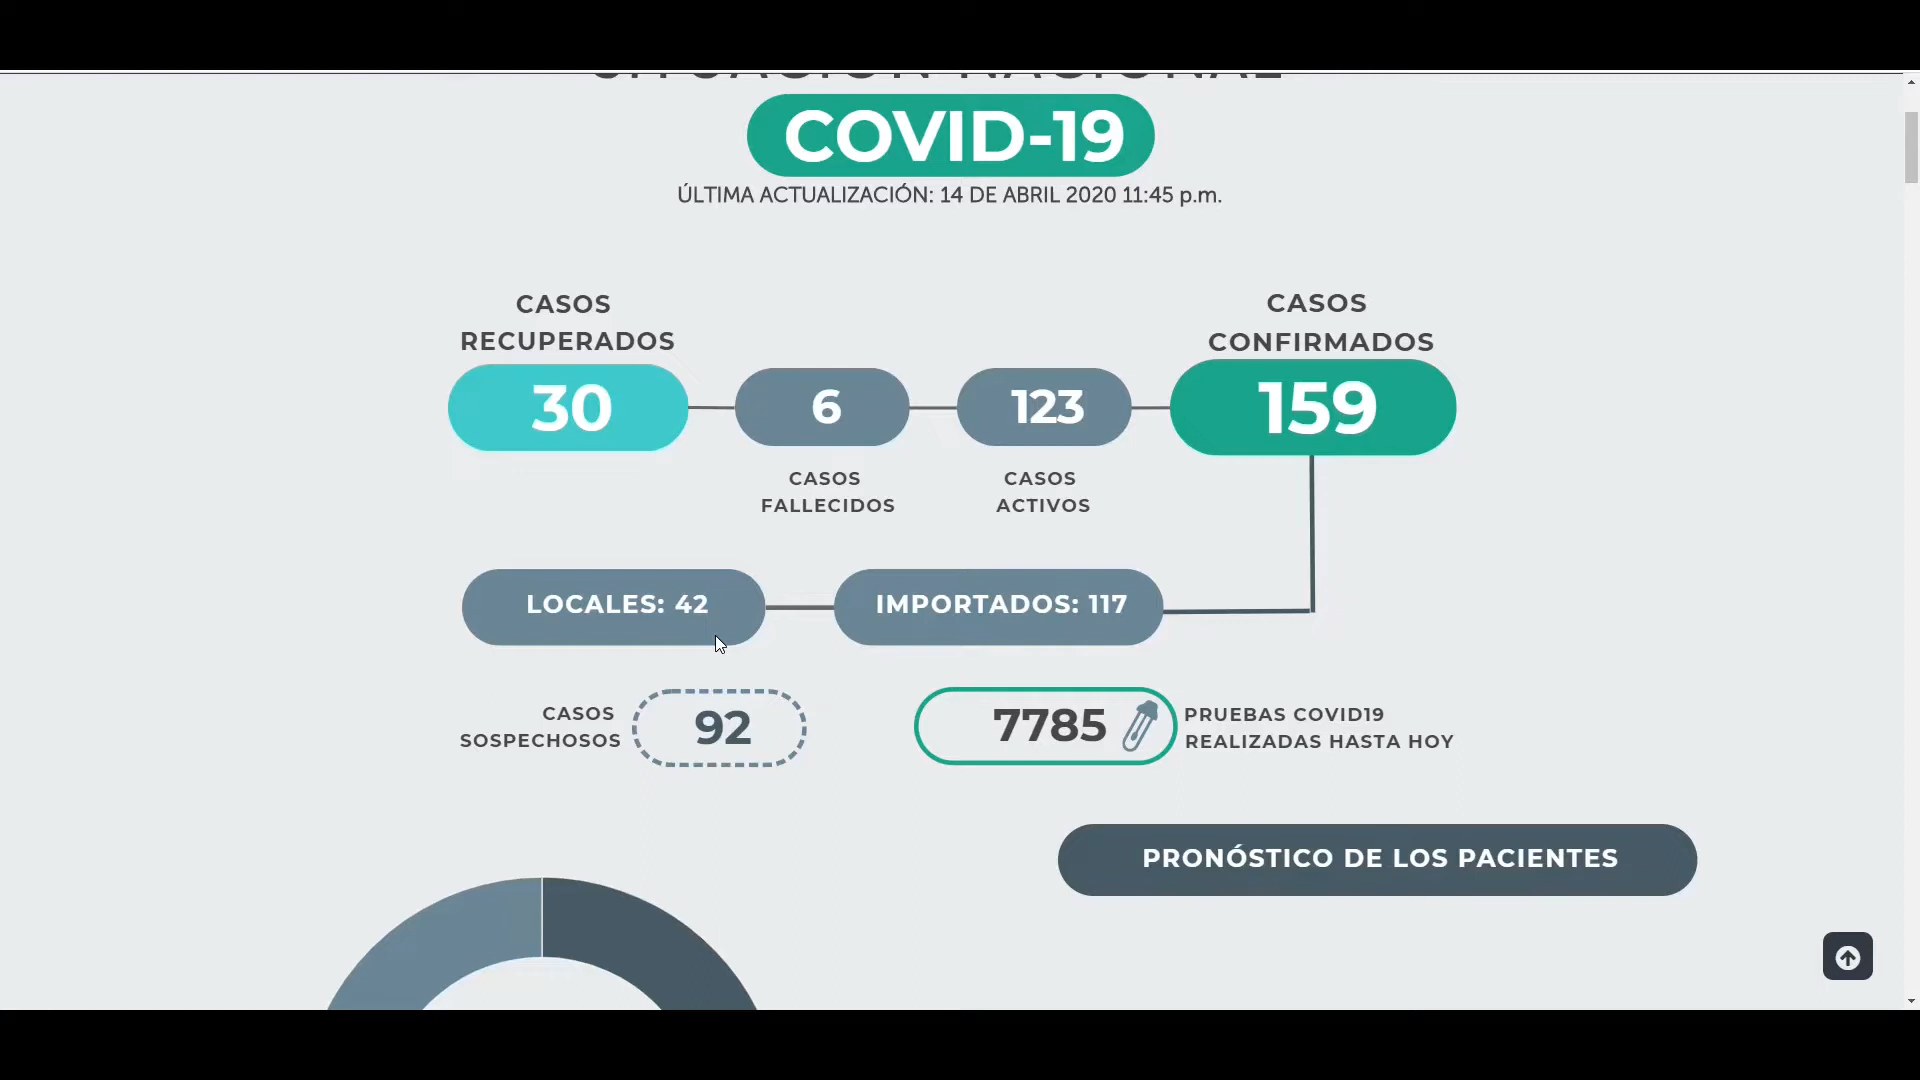 SITUACIÓN NACIONAL
COVID-19
ÚLTIMA ACTUALIZACIÓN: 14 DE ABRIL 2020 11:45 p.m.
CASOS
RECUPERADOS
CASOS
CONFIRMADOS
30
6
123
159
CASOS
FALLECIDOS
CASOS
ACTIVOS
LOCALES: 42
IMPORTADOS: 117
CASOS
SOSPECHOSOS
92
7785
PRUEBAS COVID19
REALIZADAS HASTA HOY
PRONÓSTICO DE LOS PACIENTES